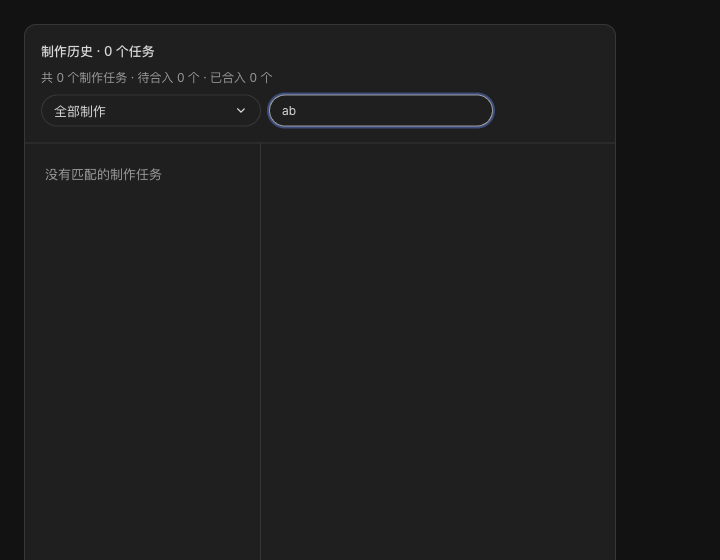 制作历史 · 0 个任务
共 0 个制作任务 · 待合入 0 个 · 已合入 0 个
全部制作
ab
没有匹配的制作任务